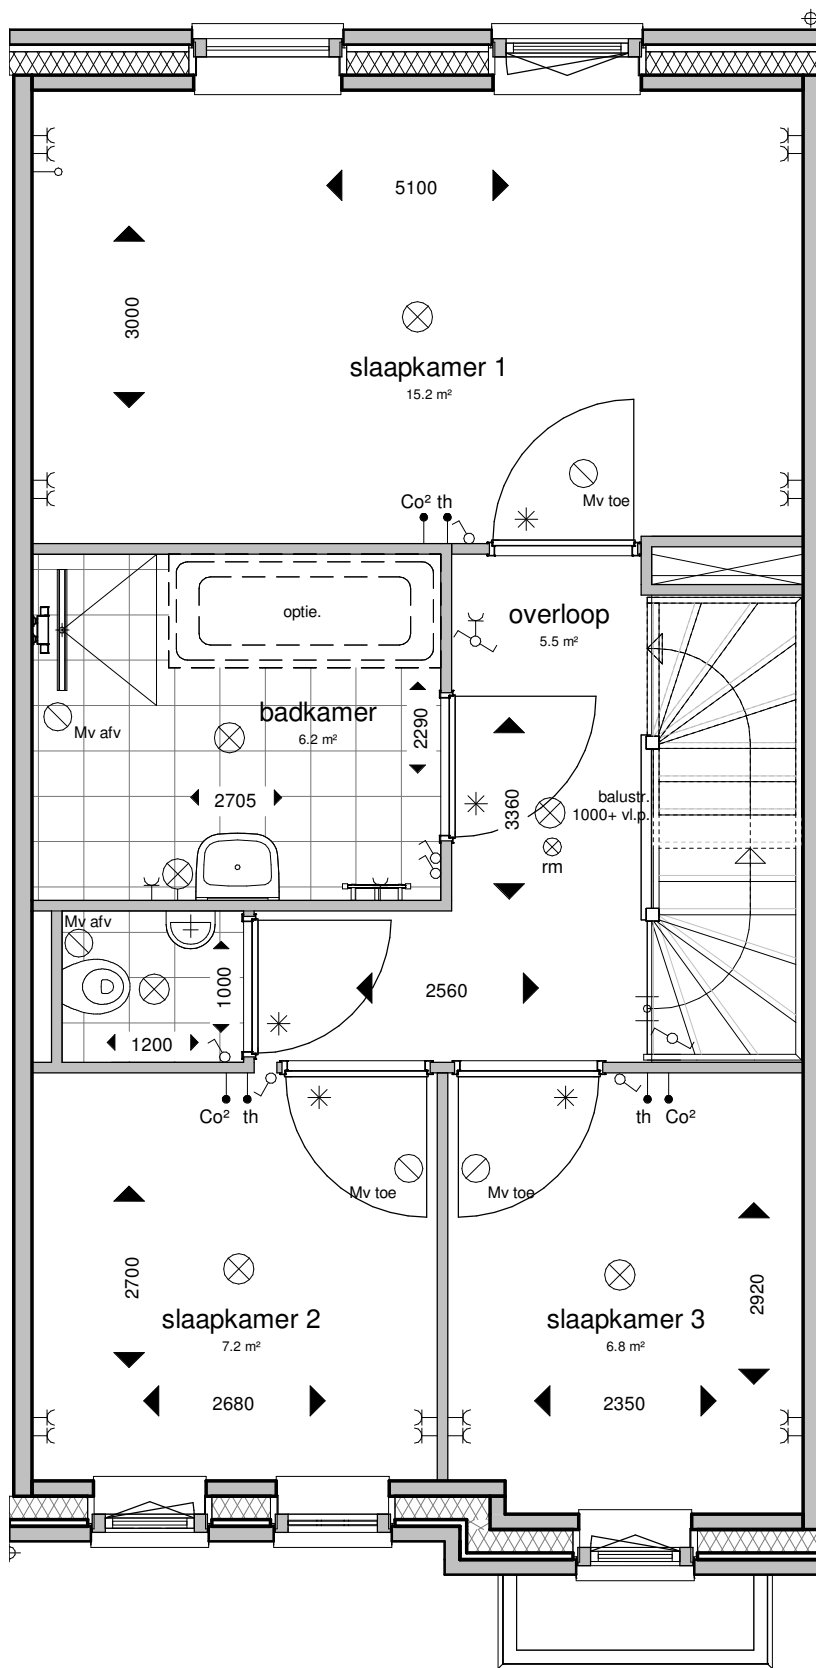 5100
3000
slaapkamer 1
15.2 m²
Mv toe
Co² th
optie.
overloop
5.5 m²
badkamer
6.2 m²
2290
Mv afv
2705
3360
balustr.
1000+ vl.p.
rm
Mv afv
1000
1200
2560
Co² th
th Co²
Mv toe
Mv toe
2700
slaapkamer 2
7.2 m²
2680
2920
slaapkamer 3
6.8 m²
2350